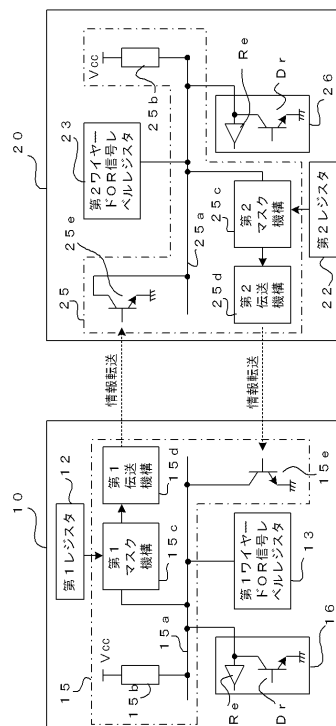 10
20
12
第１レジスタ
15
Ｖcc
15b
第１
マスク
機構
15c
第１
伝送
機構
15d
情報転送
15a
15e
13
第１ワイヤー
ドＯＲ信号レ
ベルレジスタ
16
Re
Dr
25
25e
23
第２ワイヤー
ドＯＲ信号レ
ベルレジスタ
Ｖcc
25b
25a
25c
第２
マスク
機構
25d
第２
伝送
機構
情報転送
Re
Dr
26
22
第２レジスタ